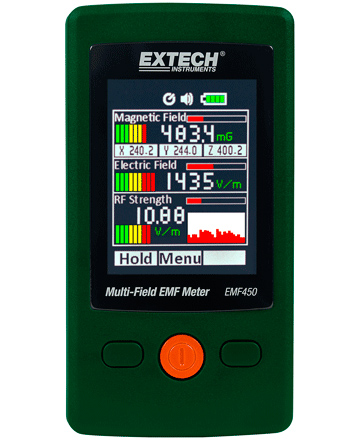 EXTECH®
INSTRUMENTS
Magnetic Field
483.4 mG
X 240.2 Y 244.0 Z 400.2
Electric Field
1435 V/m
RF Strength
10.88
V/m
Hold Menu
Multi-Field EMF Meter EMF450